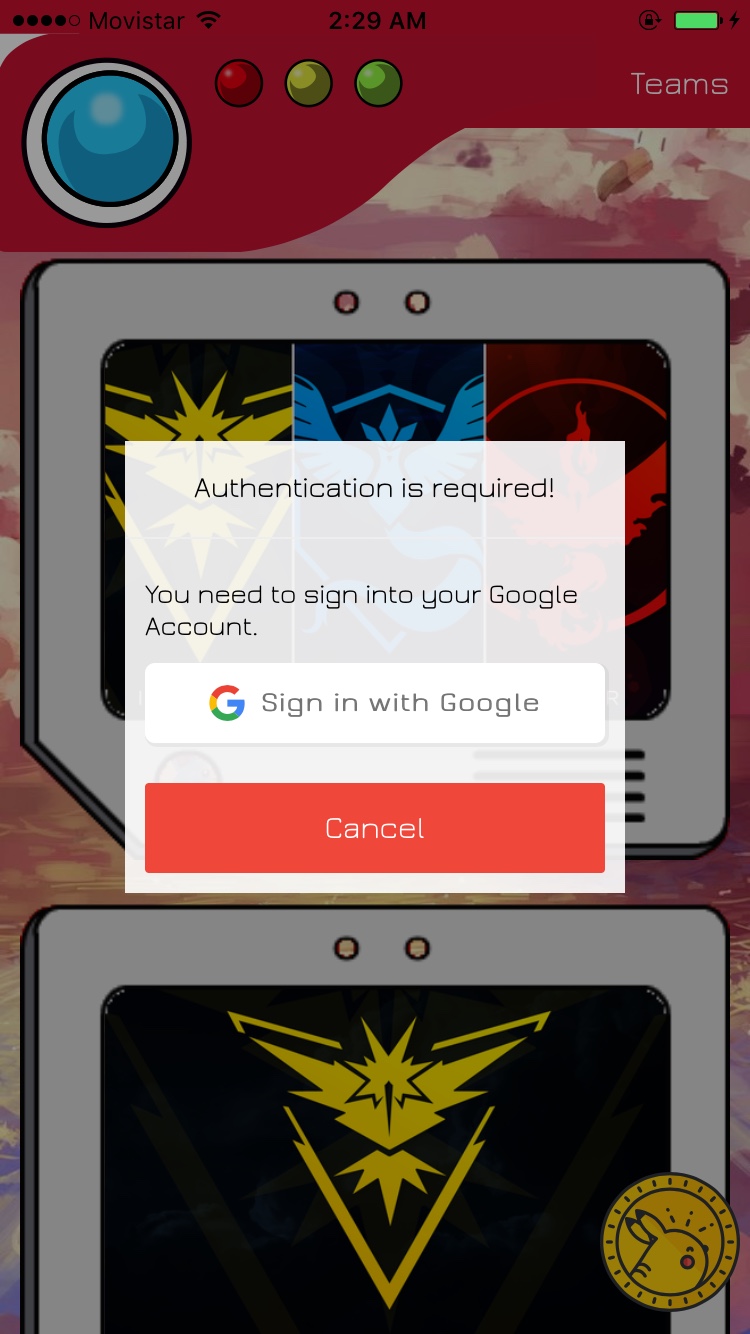 Movistar 2:29 AM
Teams
Authentication is required!
You need to sign into your Google
Account.
Sign in with Google
Cancel